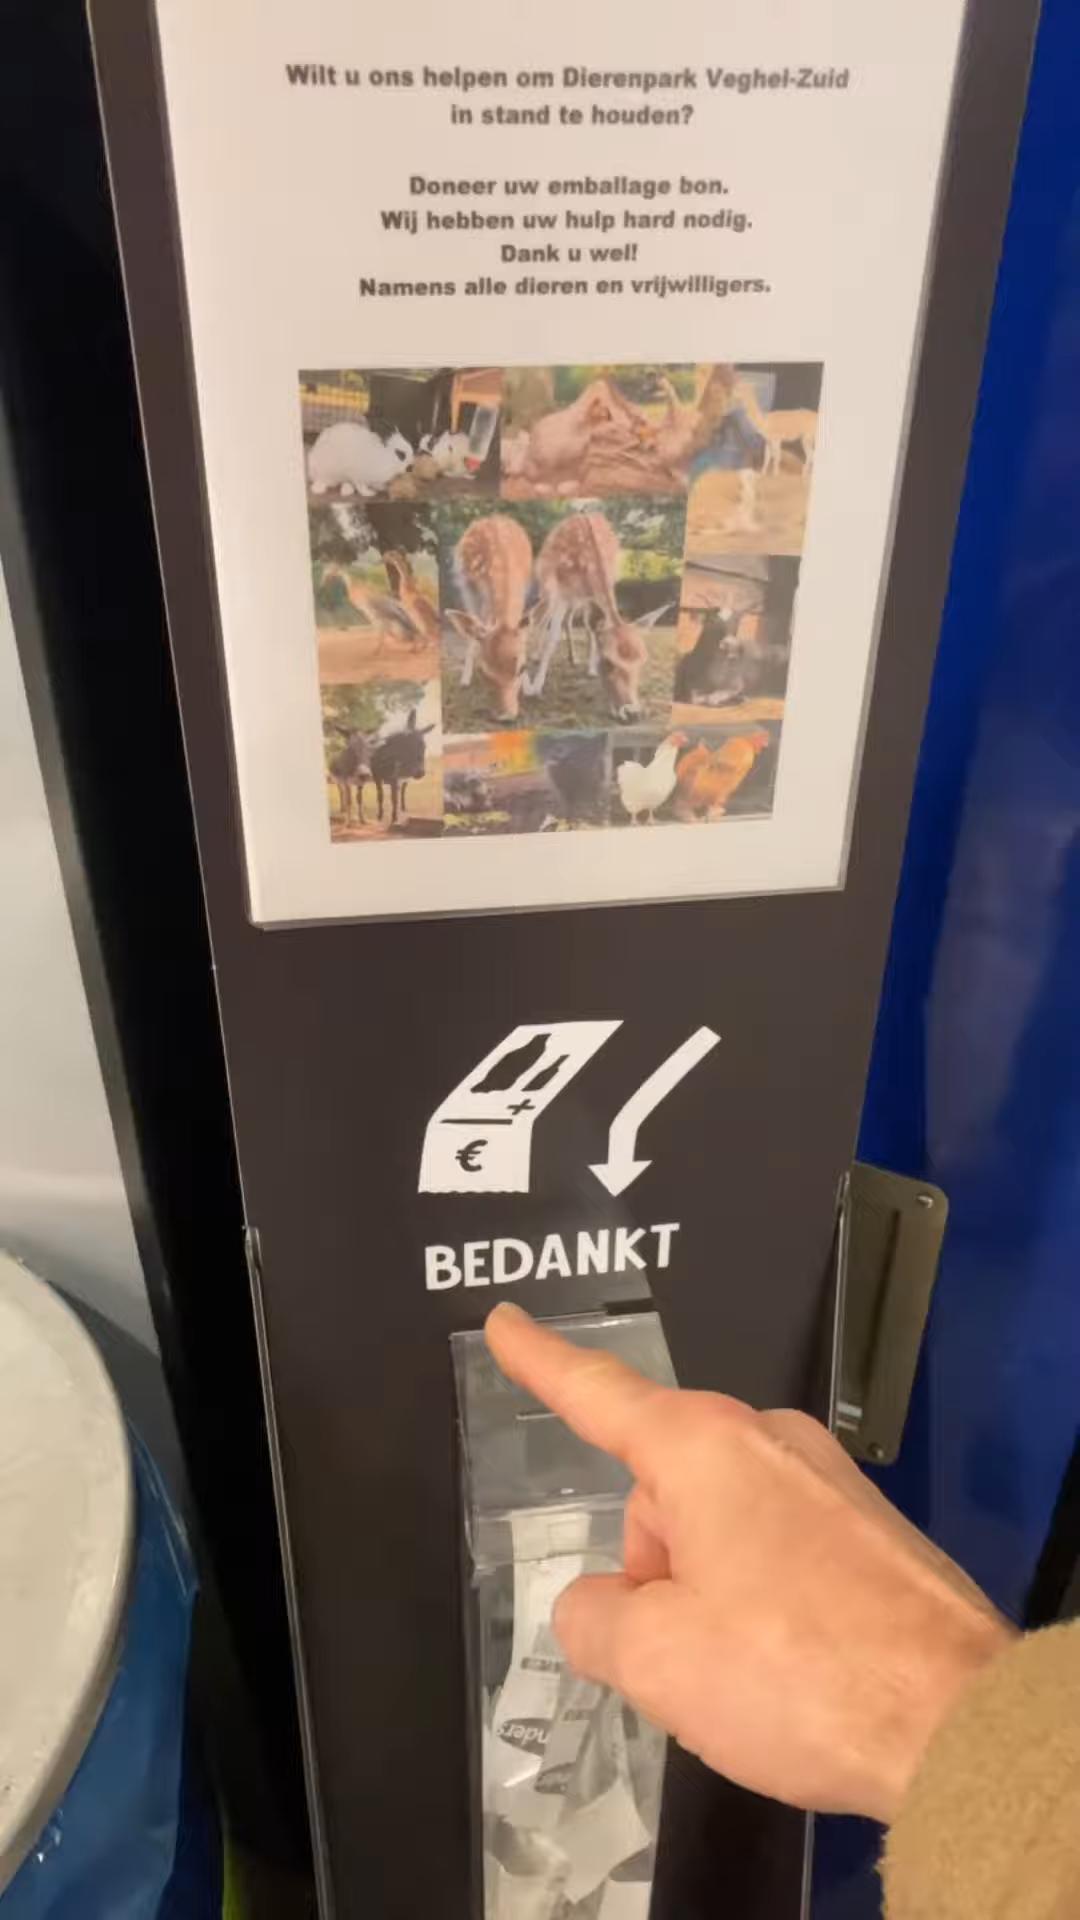 Wilt u ons helpen om Dierenpark Veghel-Zuid
in stand te houden?
Doneer uw emballage bon.
Wij hebben uw hulp hard nodig.
Dank u wel!
Namens alle dieren en vrijwilligers.
+
€
BEDANKT